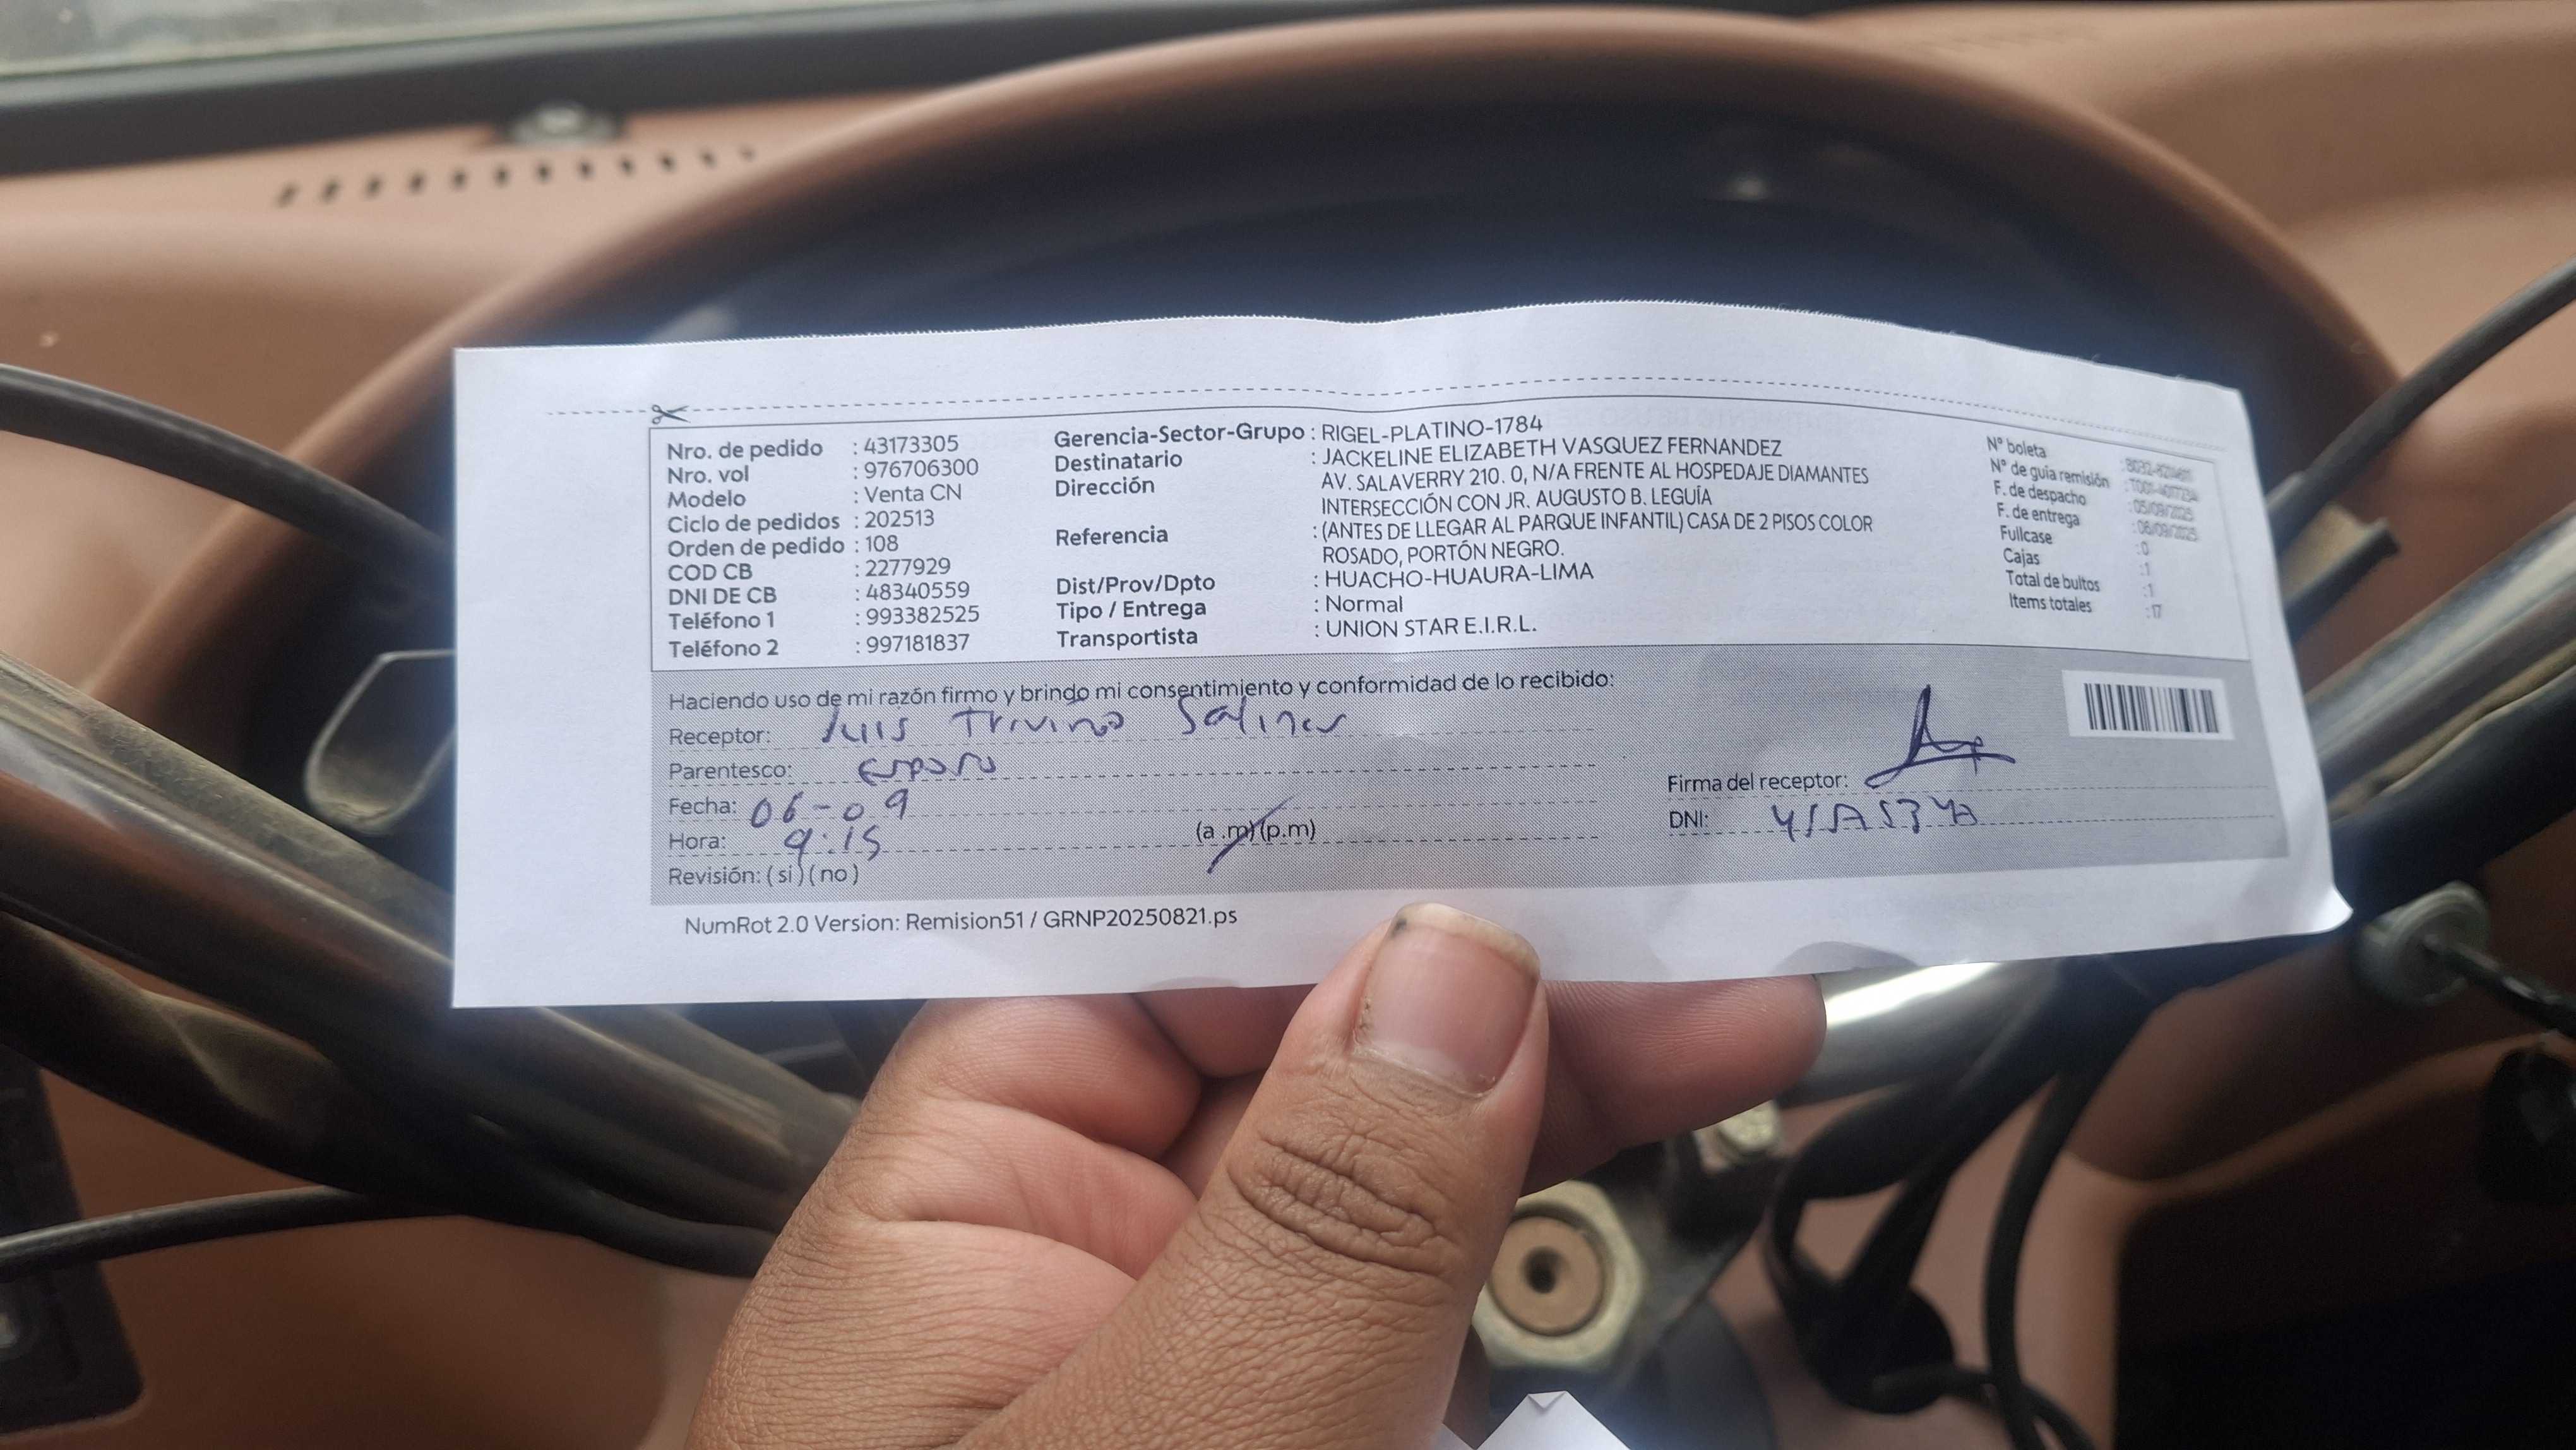 Nro. de pedido : 43173305
Nro. vol : 976706300
Modelo : Venta CN
Ciclo de pedidos : 202513
Orden de pedido : 108
COD CB : 2277929
DNI DE CB : 48340559
Teléfono 1 : 993382525
Teléfono 2 : 997181837
Gerencia-Sector-Grupo : RIGEL-PLATINO-1784
Destinatario : JACKELINE ELIZABETH VASQUEZ FERNANDEZ
Dirección AV. SALAVERRY 210. 0, N/A FRENTE AL HOSPEDAJE DIAMANTES
INTERSECCIÓN CON JR. AUGUSTO B. LEGUÍA
Referencia : (ANTES DE LLEGAR AL PARQUE INFANTIL) CASA DE 2 PISOS COLOR
ROSADO, PORTÓN NEGRO.
Dist/Prov/Dpto : HUACHO-HUAURA-LIMA
Tipo / Entrega : Normal
Transportista : UNION STAR E.I.R.L.
Nº boleta
Nº de guia remisión
F. de despacho : 05/09/2025
F. de entrega : 06/09/2025
Fullcase : 0
Cajas : 1
Total de bultos : 1
Items totales : 17
Haciendo uso de mi razón firmo y brindo mi consentimiento y conformidad de lo recibido:
Receptor: Luis Triviño Salinas
Parentesco: Esposo
Fecha: 06-09
Hora: 9:15 (a .m) (p.m)
Revisión: ( si ) ( no )
Firma del receptor:
DNI:
NumRot 2.0 Version: Remision51 / GRNP20250821.ps